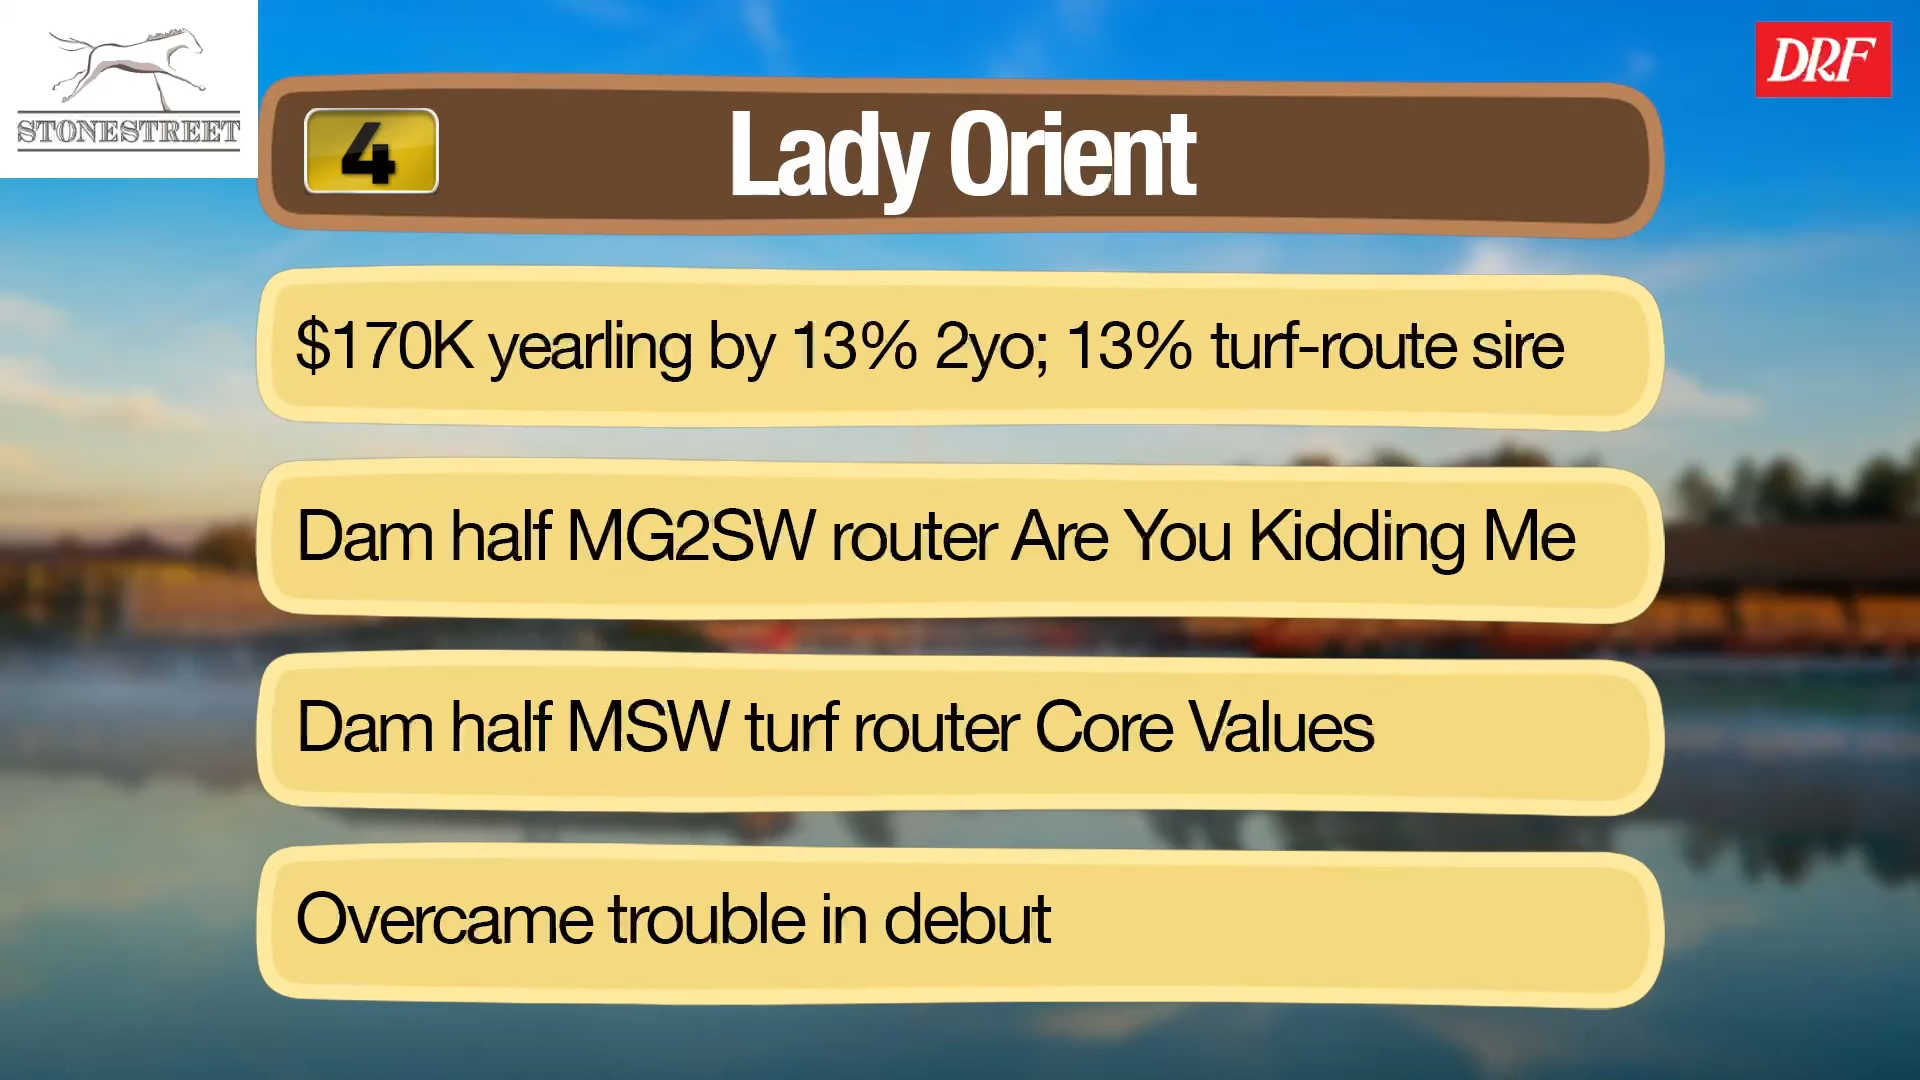 STONESTREET
DRF
4
Lady Orient
$170K yearling by 13% 2yo; 13% turf-route sire
Dam half MG2SW router Are You Kidding Me
Dam half MSW turf router Core Values
Overcame trouble in debut